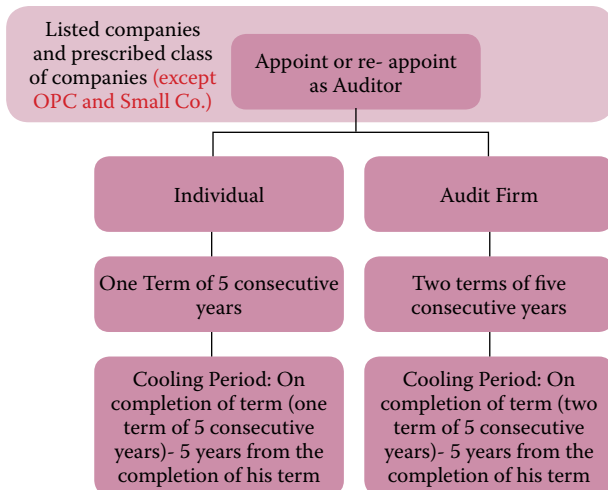 Listed companies
and prescribed class
of companies (except
OPC and Small Co.)
Appoint or re- appoint
as Auditor
Individual
Audit Firm
One Term of 5 consecutive
years
Two terms of five
consecutive years
Cooling Period: On
completion of term (one
term of 5 consecutive
years)- 5 years from the
completion of his term
Cooling Period: On
completion of term (two
term of 5 consecutive
years)- 5 years from the
completion of his term